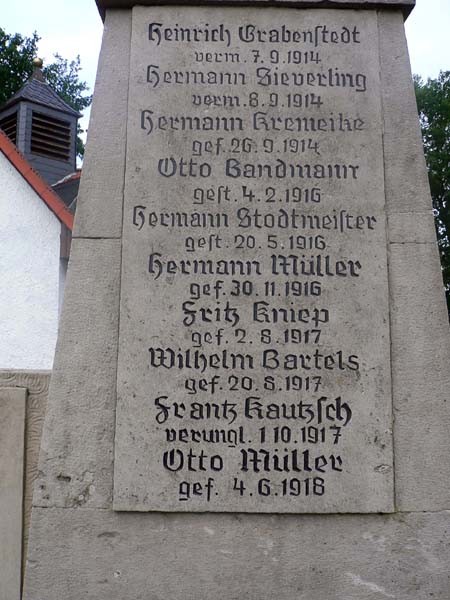 Heinrich Grabenstedt
verm. 7.9.1914
Hermann Sieverling
verm. 8.9.1914
Hermann Kremeike
gef. 26.9.1914
Otto Bandmann
gest. 4.2.1916
Hermann Stodtmeister
gest. 20.5.1916
Hermann Müller
gef. 30.11.1916
Fritz Kniep
gef. 2.8.1917
Wilhelm Bartels
gef. 20.8.1917
Frantz Kautzsch
verungl. 1.10.1917
Otto Müller
gef. 4.6.1918